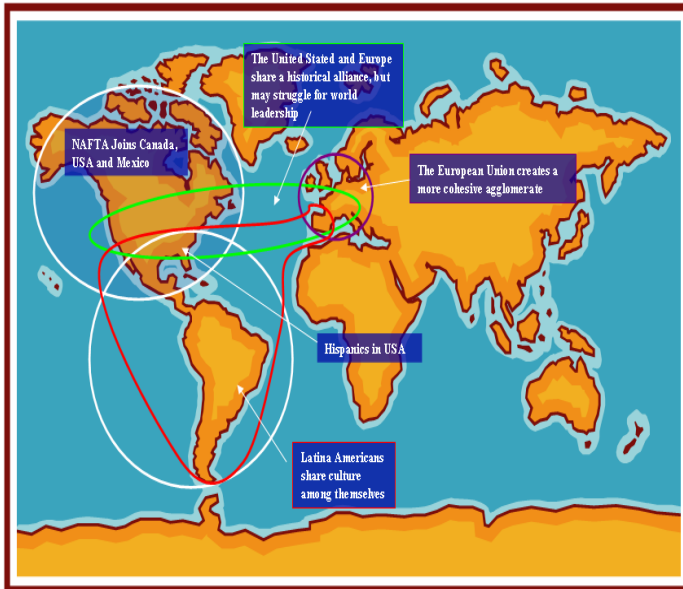 The United Stated and Europe
share a historical alliance, but
may struggle for world
leadership
NAFTA Joins Canada,
USA and Mexico
The European Union creates a
more cohesive agglomerate
Hispanics in USA
Latina Americans
share culture
among themselves